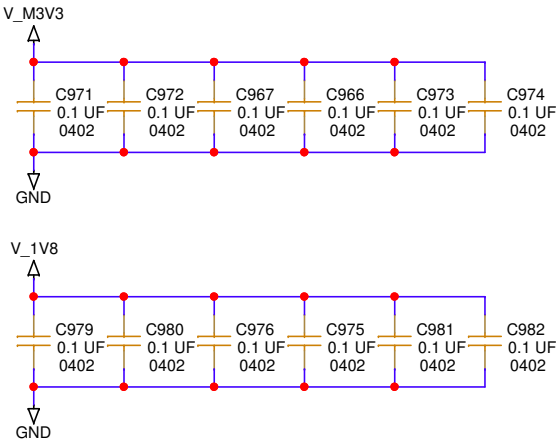 V_M3V3
C971 C972 C967 C966 C973 C974
0.1 UF 0.1 UF 0.1 UF 0.1 UF 0.1 UF 0.1 UF
0402 0402 0402 0402 0402 0402
GND
V_1V8
C979 C980 C976 C975 C981 C982
0.1 UF 0.1 UF 0.1 UF 0.1 UF 0.1 UF 0.1 UF
0402 0402 0402 0402 0402 0402
GND